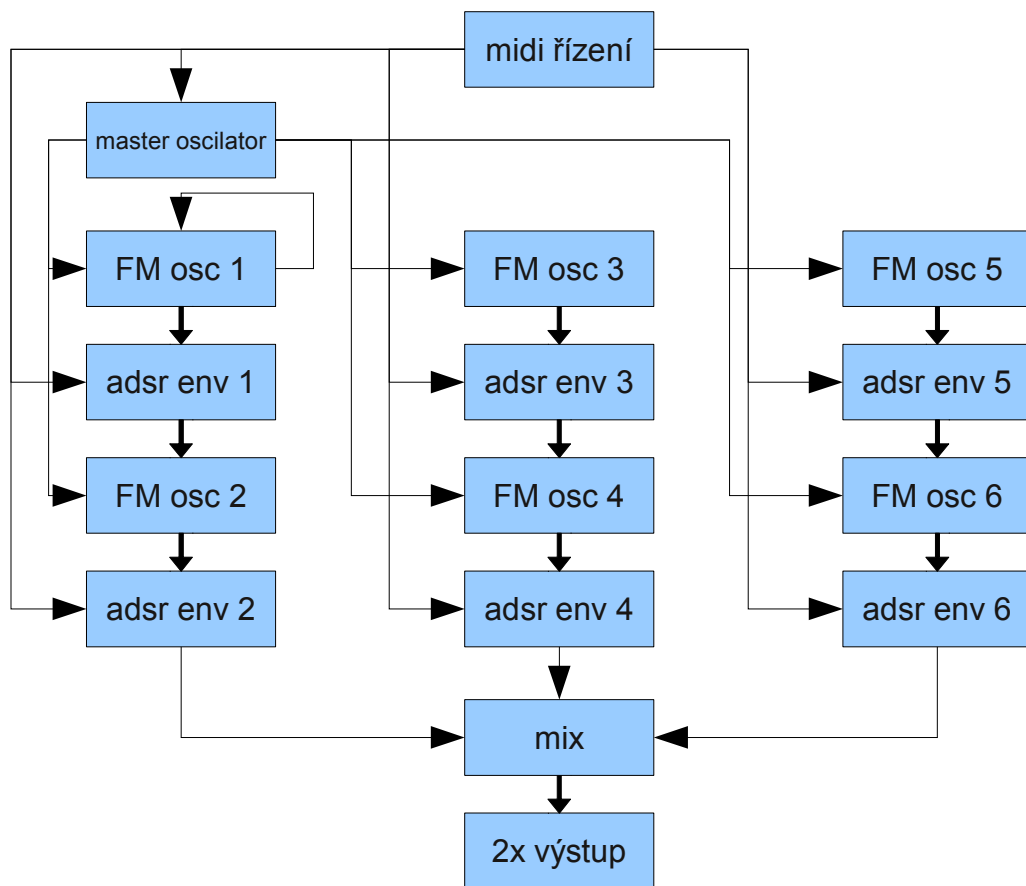 midi řízení
master oscilator
FM osc 1
FM osc 3
FM osc 5
adsr env 1
adsr env 3
adsr env 5
FM osc 2
FM osc 4
FM osc 6
adsr env 2
adsr env 4
adsr env 6
mix
2x výstup